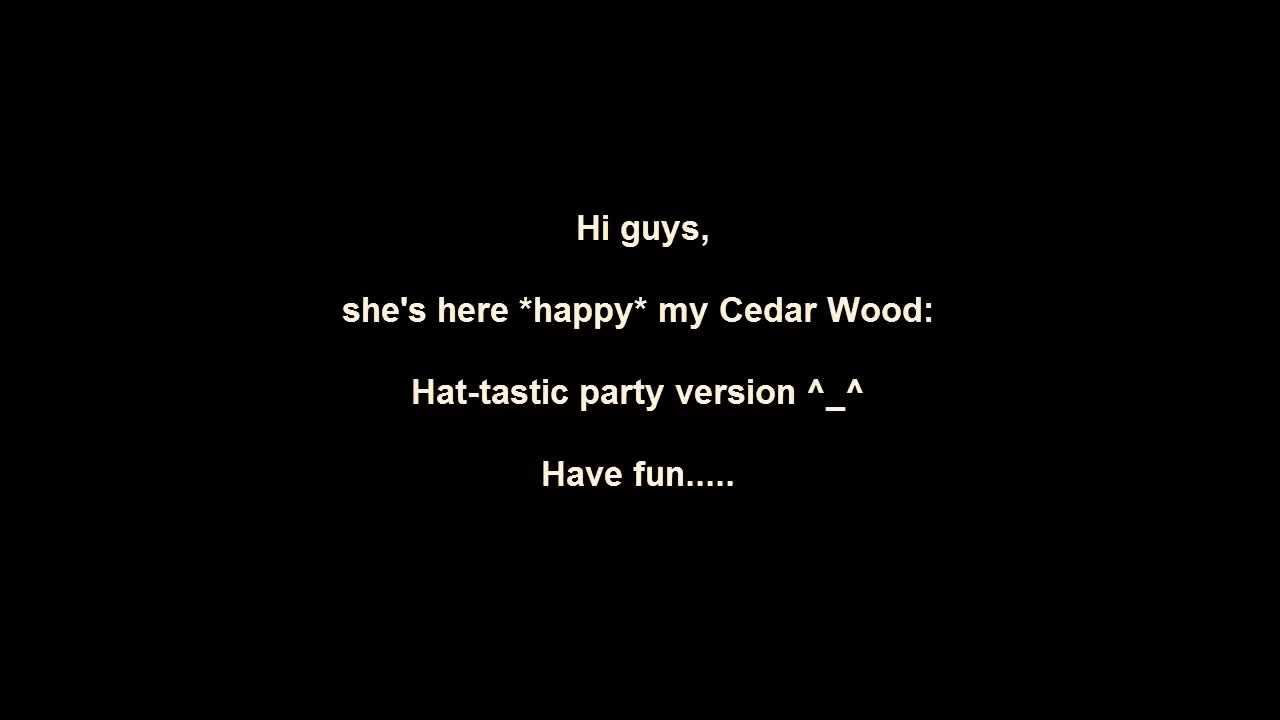 Hi guys,
she's here *happy* my Cedar Wood:
Hat-tastic party version ^_^
Have fun.....